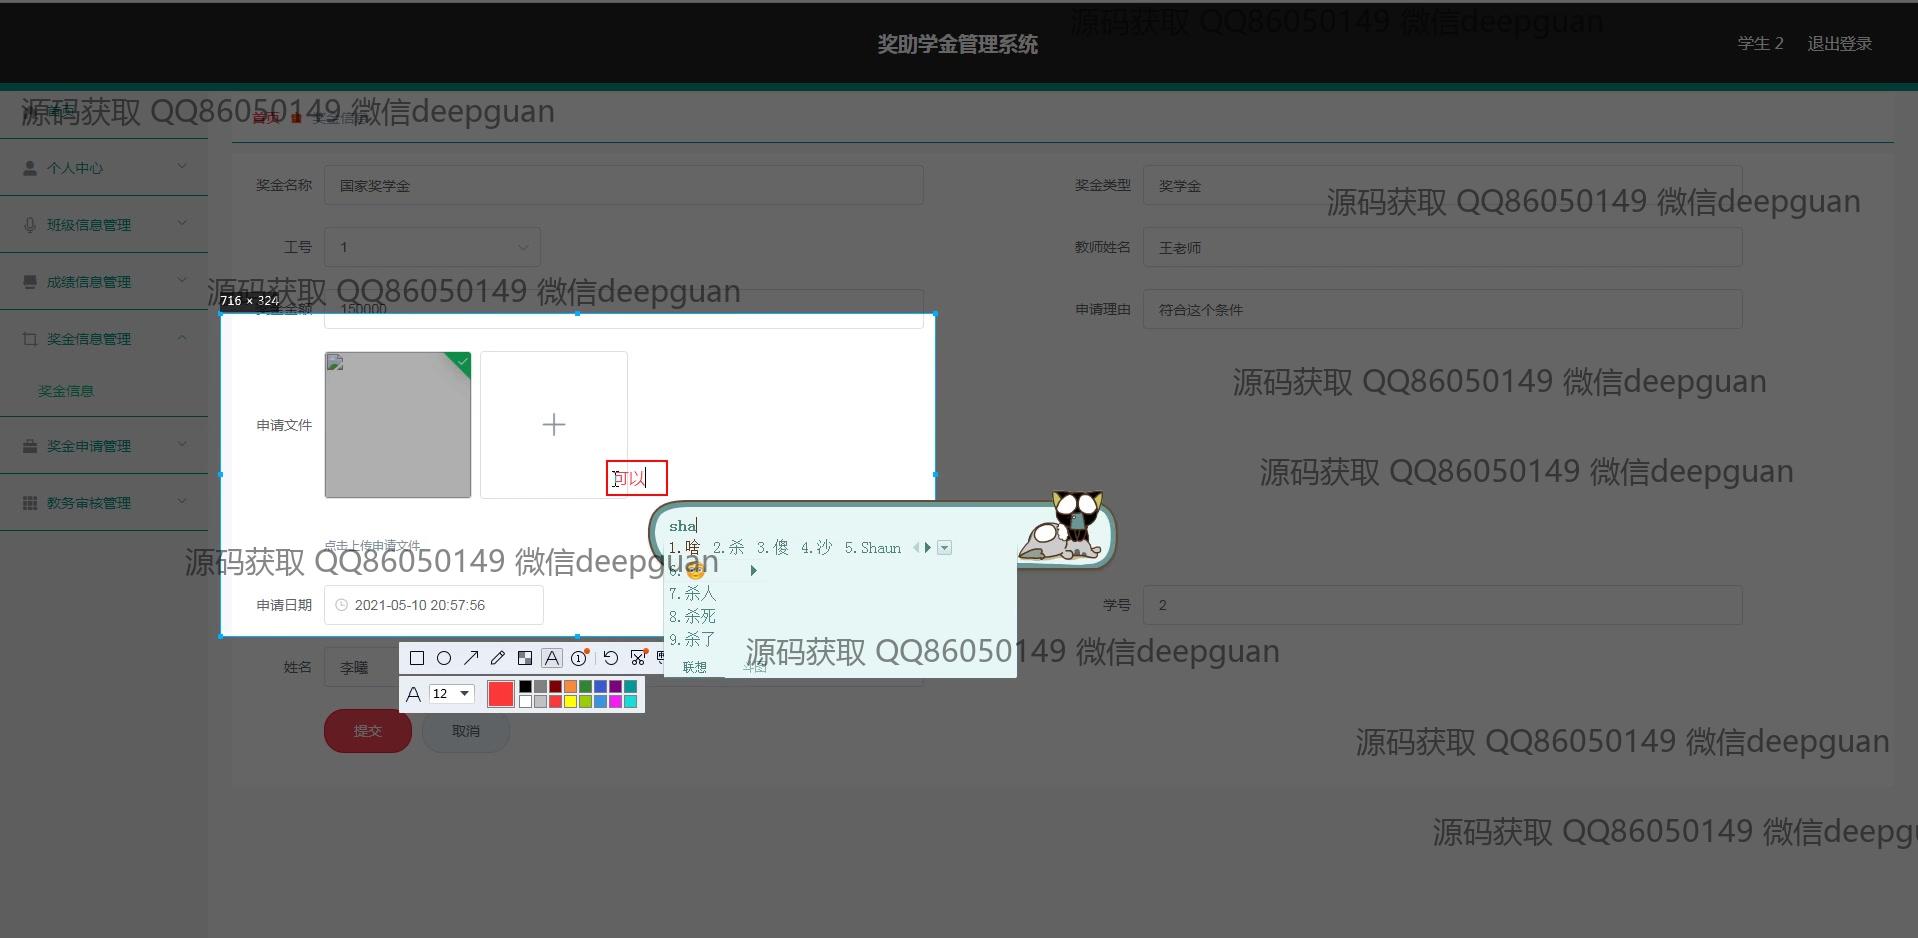 源码获取 QQ86050149 微信deepguan
奖助学金管理系统
学生 2
退出登录
源码获取 QQ86050149 微信deepguan
首页
个人中心
班级信息管理
成绩信息管理
奖金信息管理
奖金信息
奖金申请管理
教务审核管理
奖金名称
国家奖学金
奖金类型
奖学金
源码获取 QQ86050149 微信deepguan
工号
1
教师姓名
王老师
源码获取 QQ86050149 微信deepguan
716 × 324
奖金金额
150000
申请理由
符合这个条件
源码获取 QQ86050149 微信deepguan
申请文件
可以
源码获取 QQ86050149 微信deepguan
sha
1.啥 2.杀 3.傻 4.沙 5.Shaun
6.
7.杀人
8.杀死
9.杀了
联想
斗图
点击上传申请文件
源码获取 QQ86050149 微信deepguan
申请日期
2021-05-10 20:57:56
学号
2
源码获取 QQ86050149 微信deepguan
姓名
李曦
A
1
A
12
提交
取消
源码获取 QQ86050149 微信deepguan
源码获取 QQ86050149 微信deepgu